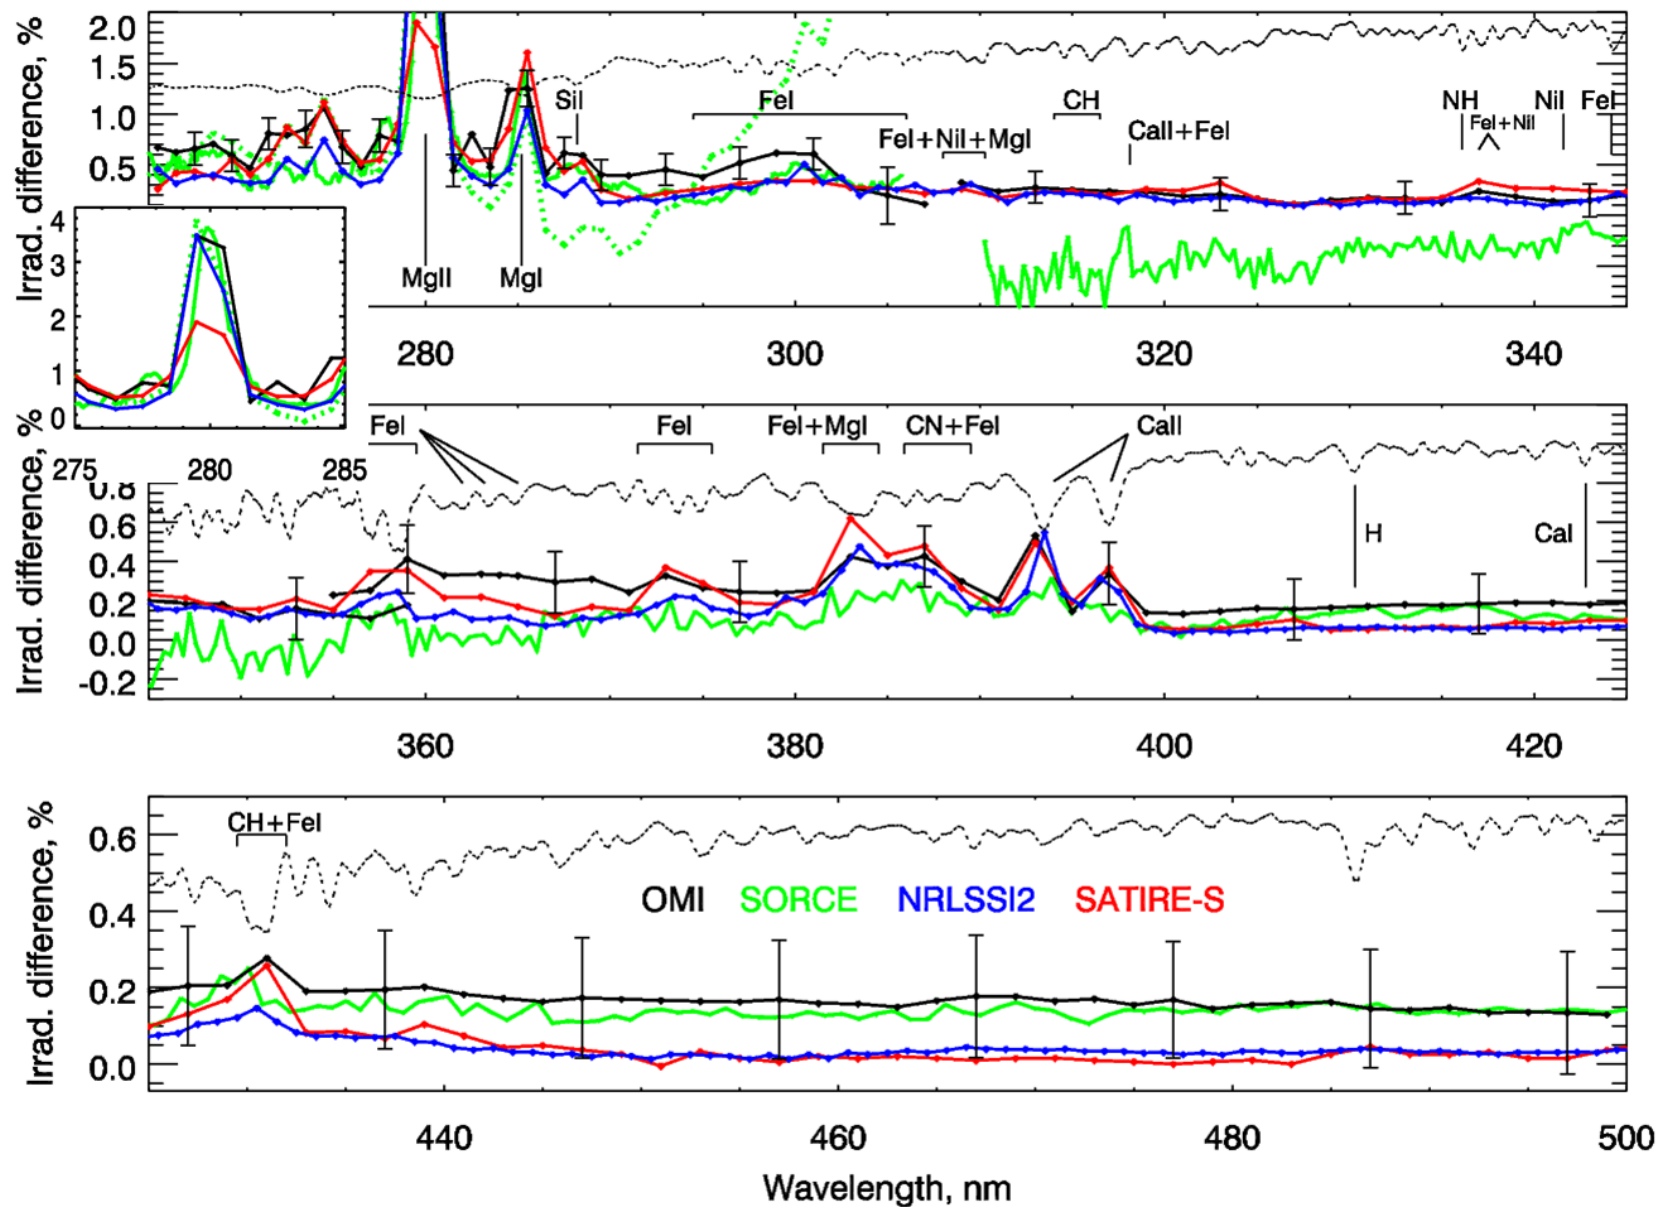 Irrad. difference, %
2.0
1.5
1.0
0.5
SiI
FeI
FeI+NiI+MgI
CH
CaII+FeI
NH
FeI+NiI
NiI
FeI
MgII
MgI
280
300
320
340
4
3
2
1
0
275
280
285
Irrad. difference, %
0.8
0.6
0.4
0.2
0.0
-0.2
FeI
FeI
FeI+MgI
CN+FeI
CaII
H
CaI
360
380
400
420
Irrad. difference, %
0.6
0.4
0.2
0.0
CH+FeI
OMI SORCE NRLSSI2 SATIRE-S
440
460
480
500
Wavelength, nm